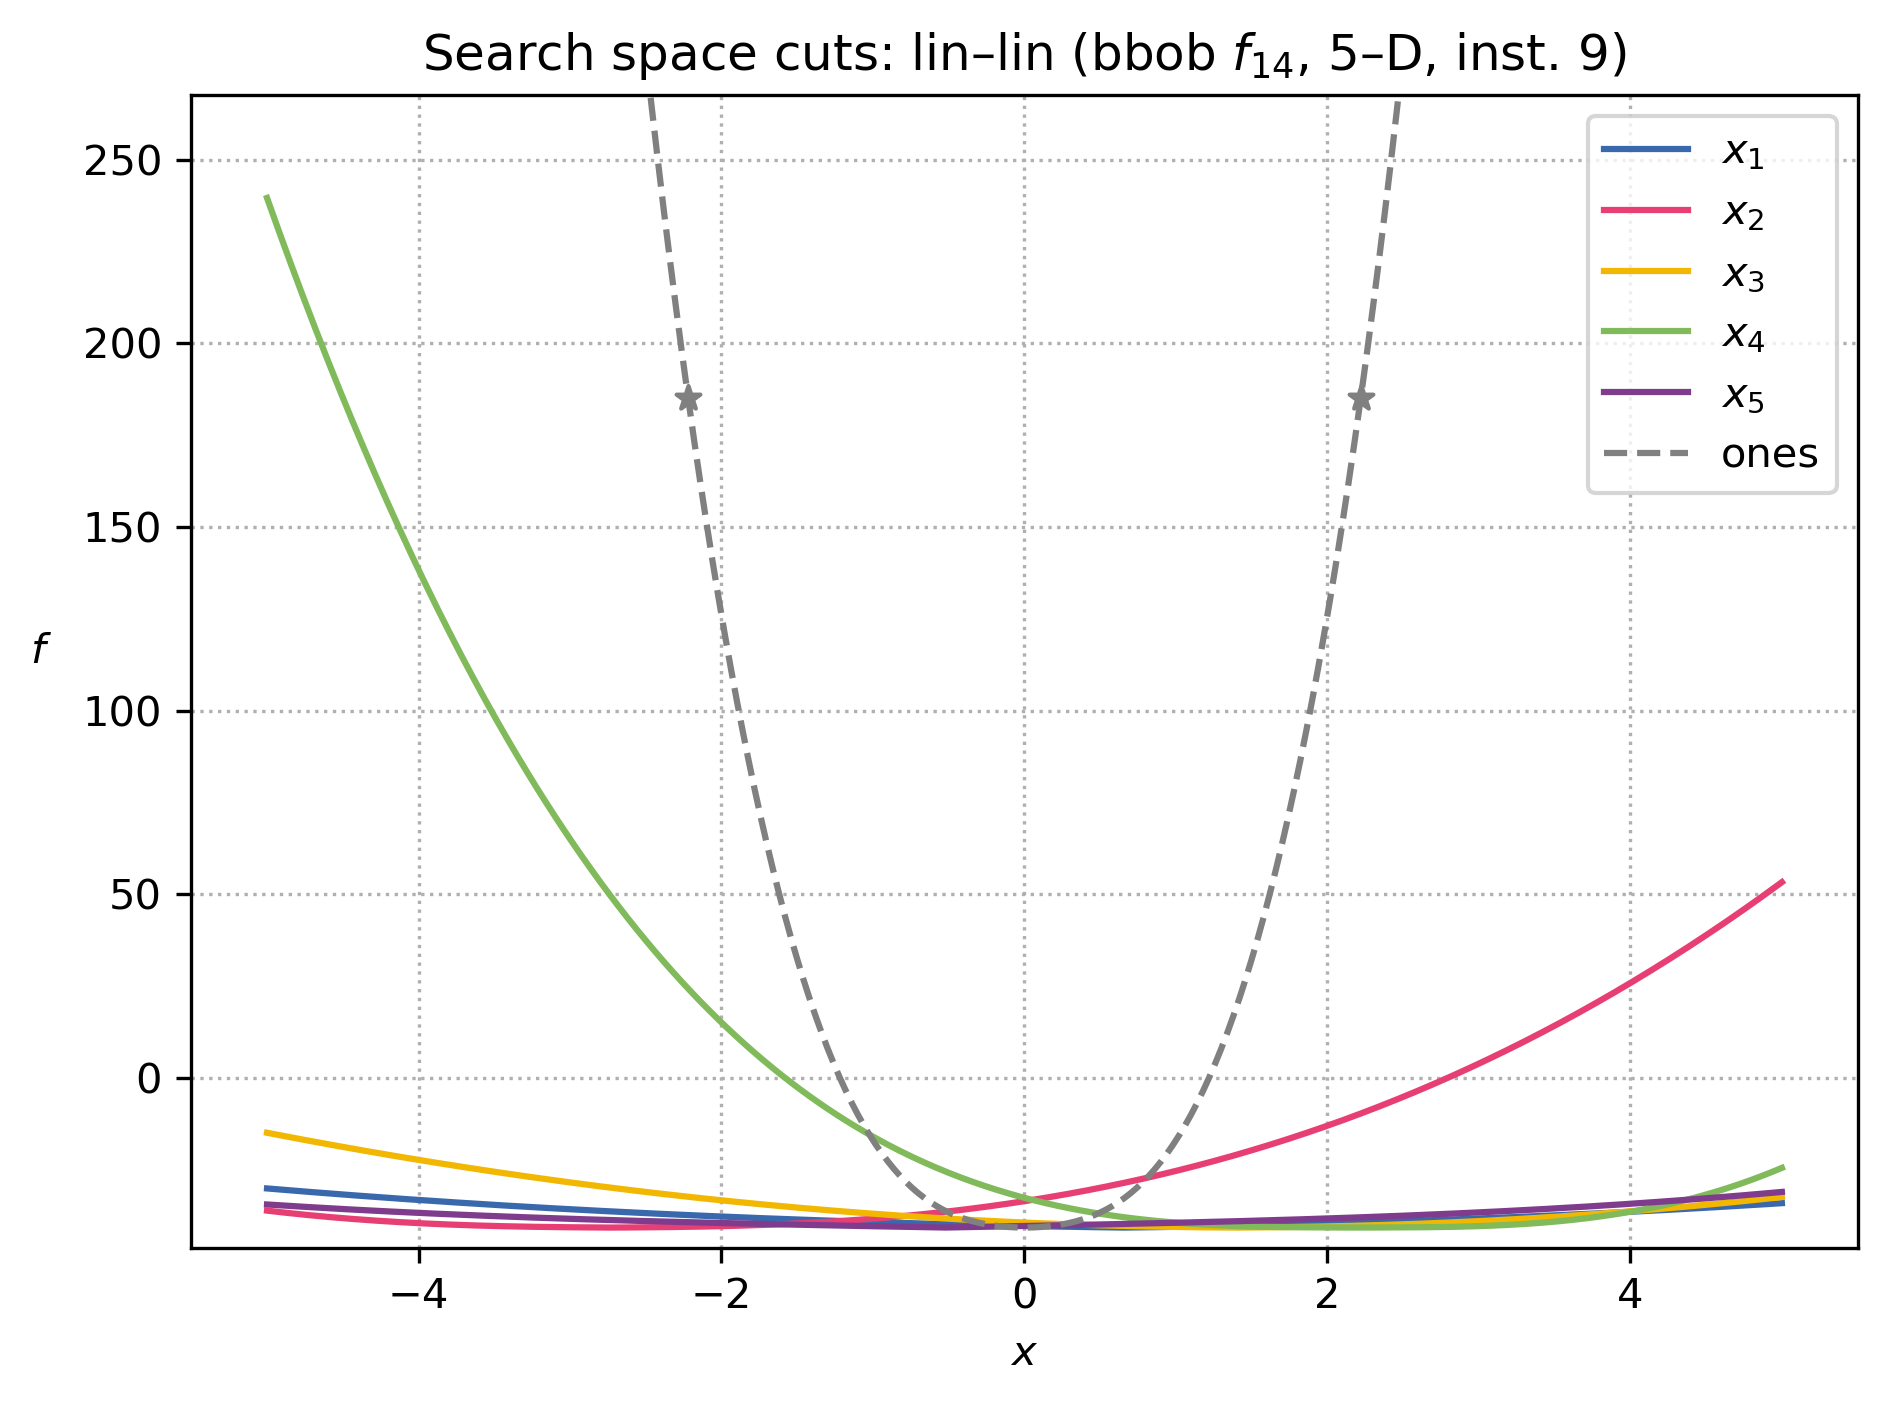 Search space cuts: lin–lin (bbob f₁₄, 5–D, inst. 9)
250
200
150
100
50
0
f
−4
−2
0
2
4
x
x₁
x₂
x₃
x₄
x₅
ones